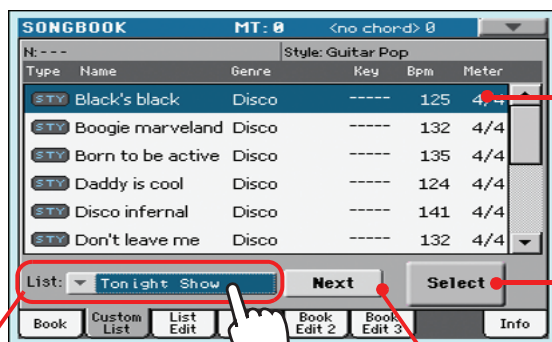 SONGBOOK MT: 0 <no chord> 0
N: --- Style: Guitar Pop
Type Name Genre Key Bpm Meter
STY Black's black Disco ----- 125 4/4
STY Boogie marveland Disco ----- 132 4/4
STY Born to be active Disco ----- 135 4/4
STY Daddy is cool Disco ----- 124 4/4
STY Disco infernal Disco ----- 141 4/4
STY Don't leave me Disco ----- 132 4/4
List: Tonight Show Next Select
Book Custom List List Edit Book Edit 2 Book Edit 3 Info